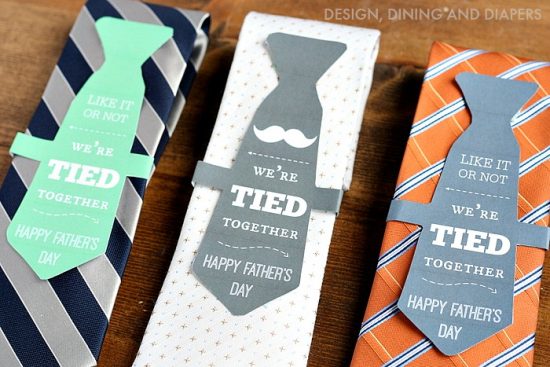 DESIGN, DINING AND DIAPERS
LIKE IT
OR NOT
WE'RE
TIED
TOGETHER
HAPPY FATHER'S
DAY
WE'RE
TIED
TOGETHER
HAPPY FATHER'S
DAY
LIKE IT
OR NOT
WE'RE
TIED
TOGETHER
HAPPY FATHER'S
DAY